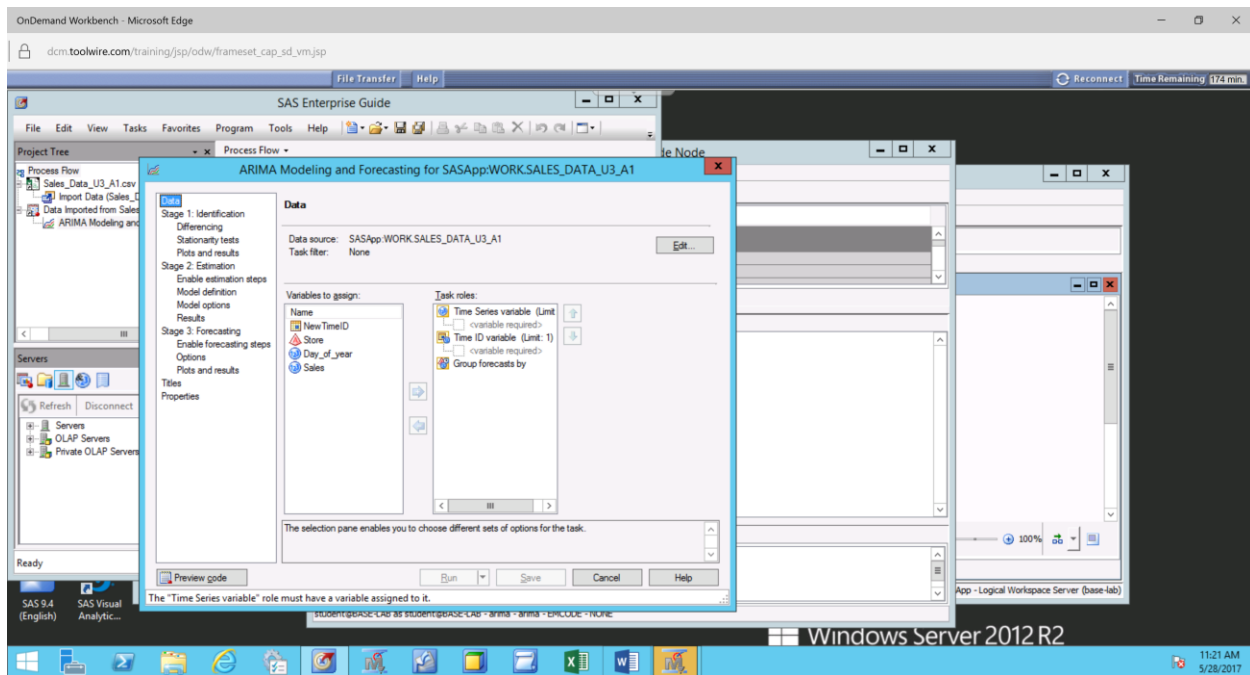 OnDemand Workbench - Microsoft Edge
dcm.toolwire.com/training/jsp/odw/frameset_cap_sd_vm.jsp
File Transfer Help Reconnect Time Remaining 174 min.
SAS Enterprise Guide
File Edit View Tasks Favorites Program Tools Help
Project Tree Process Flow
de Node
Process Flow
Sales_Data_U3_A1.csv
Import Data (Sales_D
Data Imported from Sales
ARIMA Modeling and
Servers
Refresh Disconnect
Servers
OLAP Servers
Private OLAP Servers
Ready
ARIMA Modeling and Forecasting for SASApp:WORK.SALES_DATA_U3_A1
Data
Stage 1: Identification
Differencing
Stationarity tests
Plots and results
Stage 2: Estimation
Enable estimation steps
Model definition
Model options
Results
Stage 3: Forecasting
Enable forecasting steps
Options
Plots and results
Titles
Properties
Data
Data source: SASApp:WORK.SALES_DATA_U3_A1
Task filter: None
Edit...
Variables to assign:
Name
NewTimeID
Store
Day_of_year
Sales
Task roles:
Time Series variable (Limit
<variable required>
Time ID variable (Limit: 1)
<variable required>
Group forecasts by
The selection pane enables you to choose different sets of options for the task.
Preview code Run Save Cancel Help
The "Time Series variable" role must have a variable assigned to it.
100%
App - Logical Workspace Server (base-lab)
student@BASE-LAB as student@BASE-LAB - arima - arima - EMCODE - NONE
SAS 9.4
(English)
SAS Visual
Analytic...
Windows Server 2012 R2
11:21 AM
5/28/2017